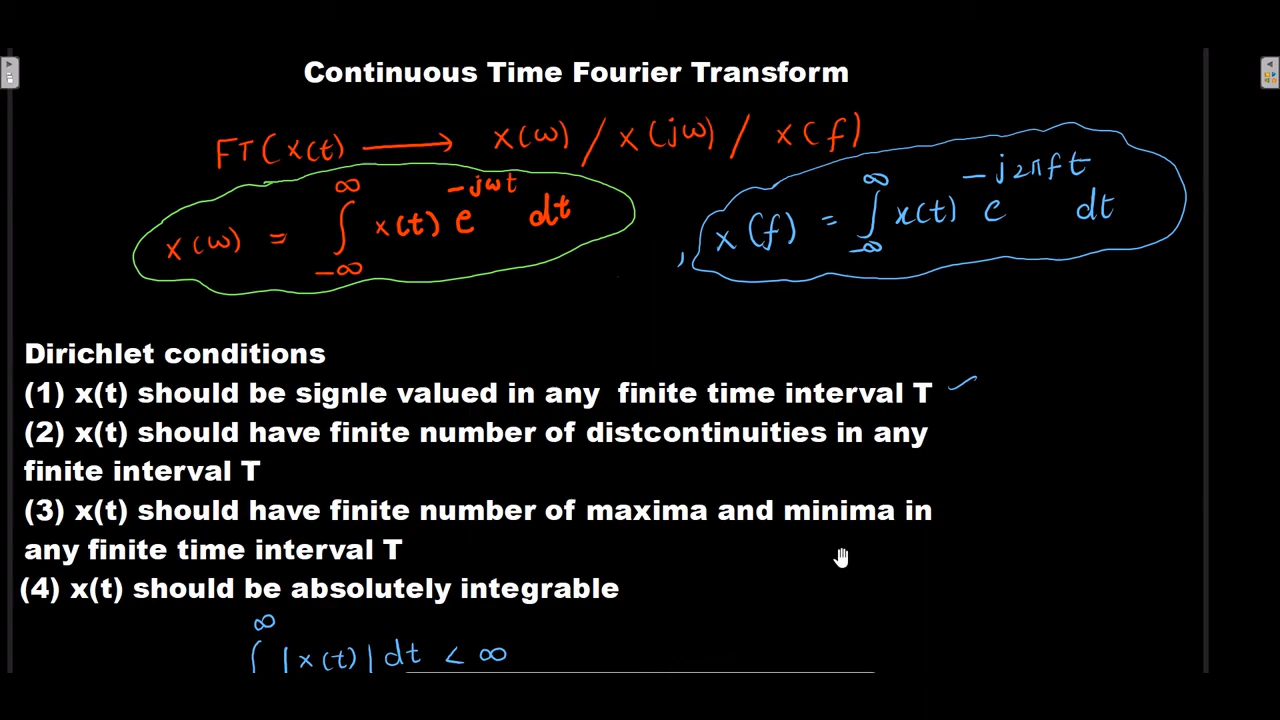 Continuous Time Fourier Transform
FT(x(t) ⟶ X(ω) / X(jω) / X(f)
X(ω) = ∫_{-∞}^{∞} x(t) e^{-jωt} dt , X(f) = ∫_{-∞}^{∞} x(t) e^{-j2πft} dt
Dirichlet conditions
(1) x(t) should be signle valued in any finite time interval T ✓
(2) x(t) should have finite number of distcontinuities in any
finite interval T
(3) x(t) should have finite number of maxima and minima in
any finite time interval T
(4) x(t) should be absolutely integrable
∫^{∞} |x(t)| dt < ∞